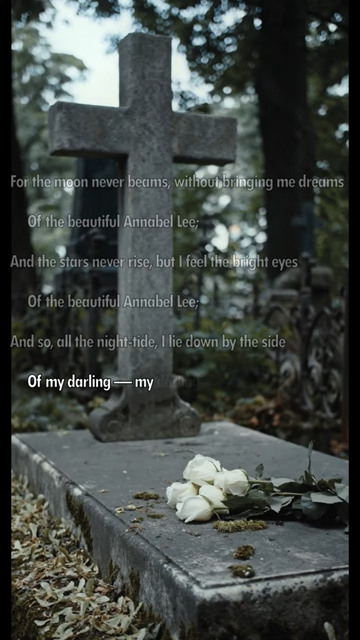 For the moon never beams, without bringing me dreams
Of the beautiful Annabel Lee;
And the stars never rise, but I feel the bright eyes
Of the beautiful Annabel Lee;
And so, all the night-tide, I lie down by the side
Of my darling — my